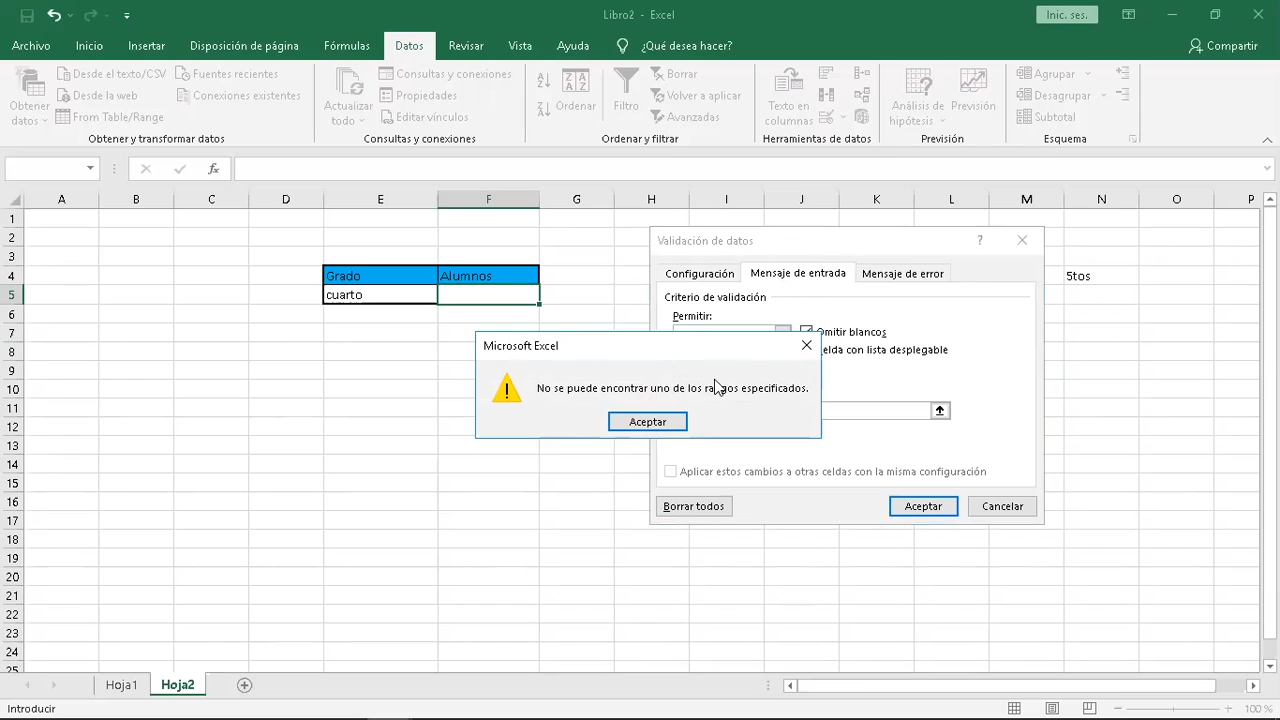 Libro2 - Excel
Inic. ses.
Archivo
Inicio
Insertar
Disposición de página
Fórmulas
Datos
Revisar
Vista
Ayuda
¿Qué desea hacer?
Compartir
Obtener datos
Desde el texto/CSV
Desde la web
From Table/Range
Fuentes recientes
Conexiones existentes
Obtener y transformar datos
Actualizar todo
Consultas y conexiones
Propiedades
Editar vínculos
Consultas y conexiones
Ordenar
Filtro
Borrar
Volver a aplicar
Avanzadas
Ordenar y filtrar
Texto en columnas
Herramientas de datos
Análisis de hipótesis
Previsión
Previsión
Agrupar
Desagrupar
Subtotal
Esquema
fx
A B C D E F G H I J K L M N O P
1
2
3
4 Grado Alumnos 5tos
5 cuarto
6
7
8
9
10
11
12
13
14
15
16
17
18
19
20
21
22
23
24
25
Validación de datos
?
Configuración
Mensaje de entrada
Mensaje de error
Criterio de validación
Permitir:
Omitir blancos
celda con lista desplegable
Microsoft Excel
No se puede encontrar uno de los rangos especificados.
Aceptar
Aplicar estos cambios a otras celdas con la misma configuración
Borrar todos
Aceptar
Cancelar
Hoja1
Hoja2
Introducir
100 %